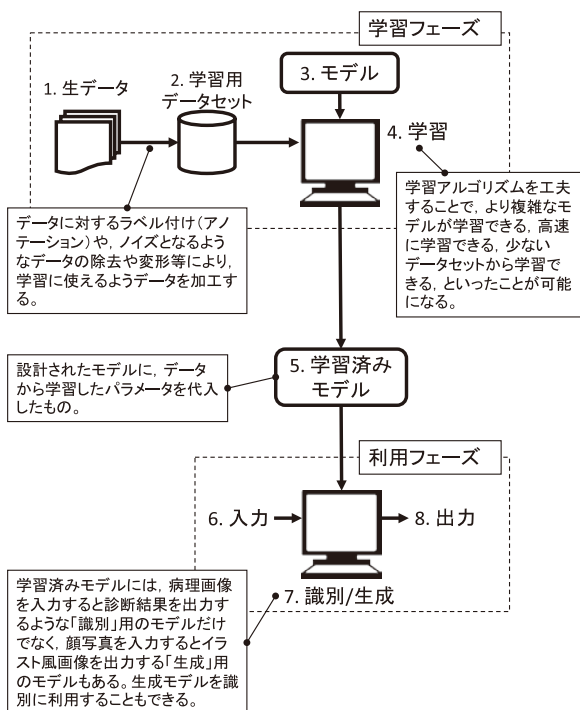 学習フェーズ
1. 生データ
2. 学習用
データセット
3. モデル
4. 学習
データに対するラベル付け（アノ
テーション）や，ノイズとなるよう
なデータの除去や変形等により，
学習に使えるようデータを加工す
る。
学習アルゴリズムを工夫
することで，より複雑なモ
デルが学習できる，高速
に学習できる，少ない
データセットから学習で
きる，といったことが可能
になる。
設計されたモデルに，データ
から学習したパラメータを代入
したもの。
5. 学習済み
モデル
利用フェーズ
6. 入力
8. 出力
7. 識別/生成
学習済みモデルには，病理画像
を入力すると診断結果を出力す
るような「識別」用のモデルだけ
でなく，顔写真を入力するとイラ
スト風画像を出力する「生成」用
のモデルもある。生成モデルを識
別に利用することもできる。